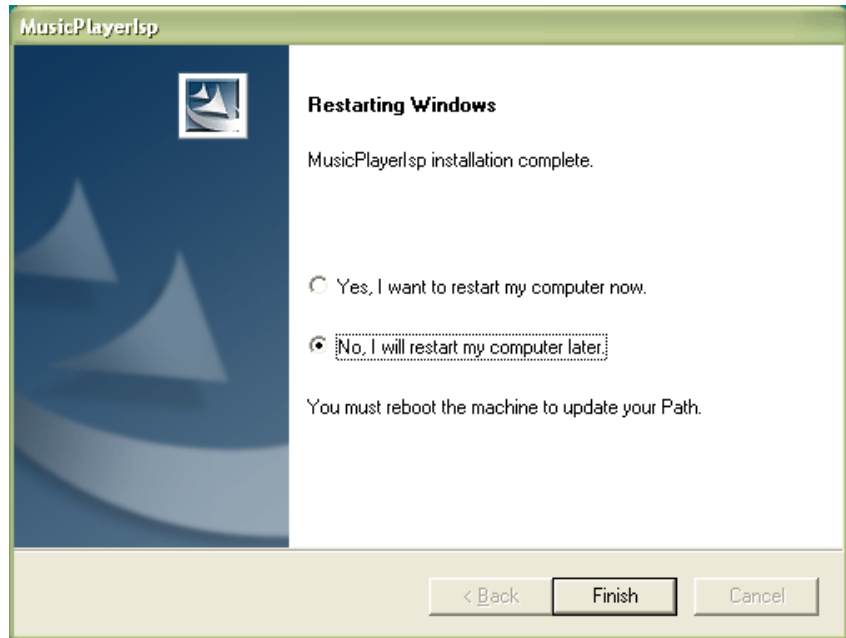 MusicPlayerIsp
Restarting Windows
MusicPlayerIsp installation complete.
Yes, I want to restart my computer now.
No, I will restart my computer later.
You must reboot the machine to update your Path.
< Back
Finish
Cancel